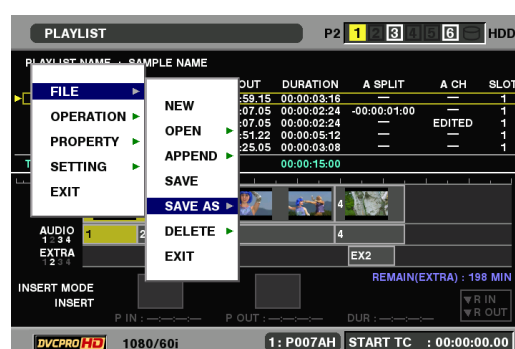 PLAYLIST P2 1 2 3 4 5 6 HDD
PLAYLIST NAME : SAMPLE NAME
OUT DURATION A SPLIT A CH SLOT
:59.15 00:00:03:16 — — 1
:07.05 00:00:02:24 -00:00:01:00 — 1
:07.05 00:00:02:24 — EDITED 1
:51.22 00:00:05:12 — — 1
:25.05 00:00:03:08 — — 1
T 00:00:15:00
FILE
OPERATION
PROPERTY
SETTING
EXIT
NEW
OPEN
APPEND
SAVE
SAVE AS
DELETE
EXIT
4
AUDIO 1 2 4
1 2 3 4
EXTRA EX2
1 2 3 4
REMAIN(EXTRA) : 198 MIN
INSERT MODE
INSERT
▼R IN
▼R OUT
P IN : —:—:—:— P OUT : —:—:—:— DUR : —:—:—:—
DVCPRO HD 1080/60i 1 : P007AH START TC : 00:00:00.00